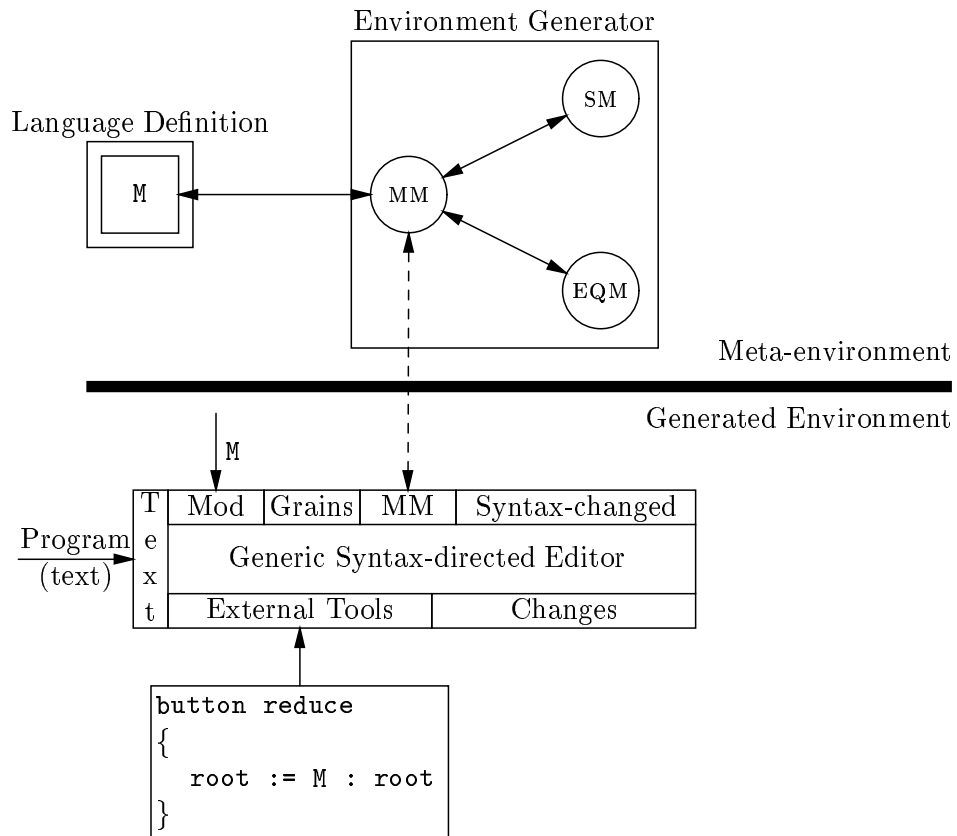 Environment Generator
SM
Language Definition
M
MM
EQM
Meta-environment
Generated Environment
M
Text
Mod
Grains
MM
Syntax-changed
Program
(text)
Generic Syntax-directed Editor
External Tools
Changes
button reduce
{
root := M : root
}